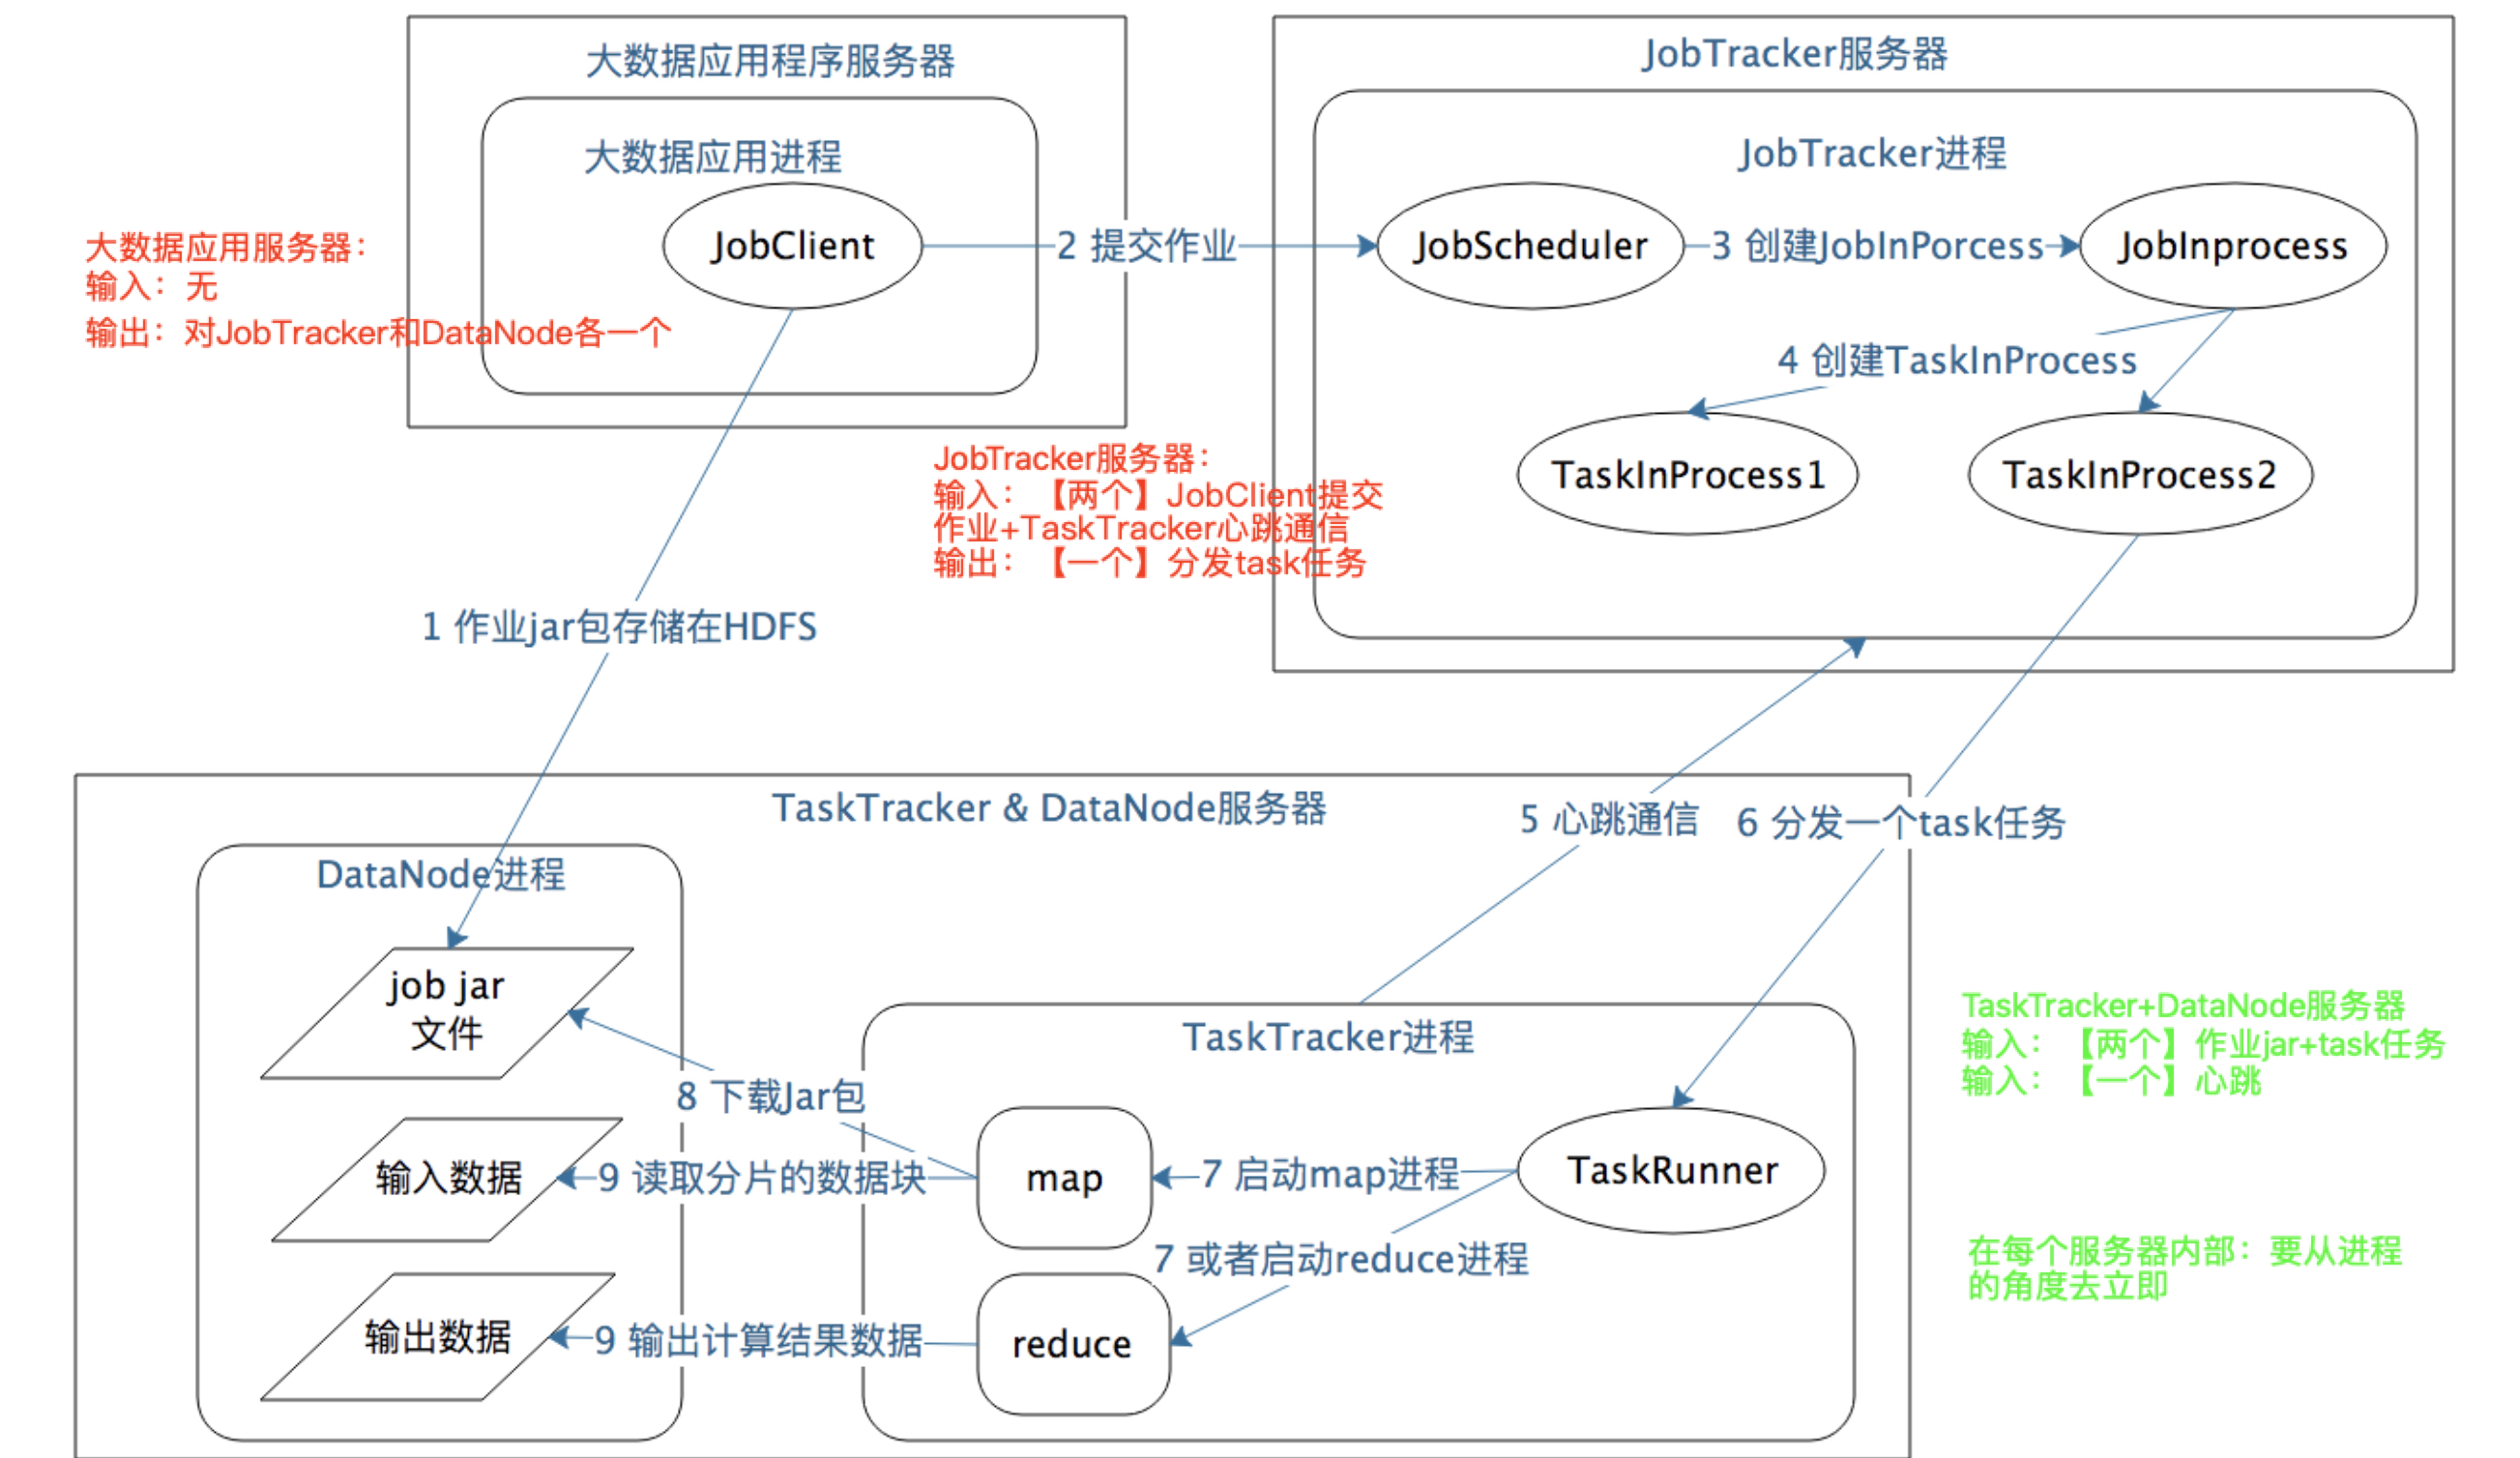 大数据应用程序服务器
JobTracker服务器
大数据应用进程
JobTracker进程
JobClient
2 提交作业
JobScheduler
3 创建JobInPorcess
JobInprocess
大数据应用服务器：
输入：无
输出：对JobTracker和DataNode各一个
4 创建TaskInProcess
TaskInProcess1
TaskInProcess2
JobTracker服务器：
输入：【两个】JobClient提交
作业+TaskTracker心跳通信
输出：【一个】分发task任务
1 作业jar包存储在HDFS
TaskTracker & DataNode服务器
5 心跳通信
6 分发一个task任务
DataNode进程
job jar
文件
TaskTracker进程
TaskTracker+DataNode服务器
输入：【两个】作业jar+task任务
输入：【一个】心跳
8 下载Jar包
输入数据
9 读取分片的数据块
map
7 启动map进程
TaskRunner
7 或者启动reduce进程
在每个服务器内部：要从进程
的角度去立即
输出数据
9 输出计算结果数据
reduce